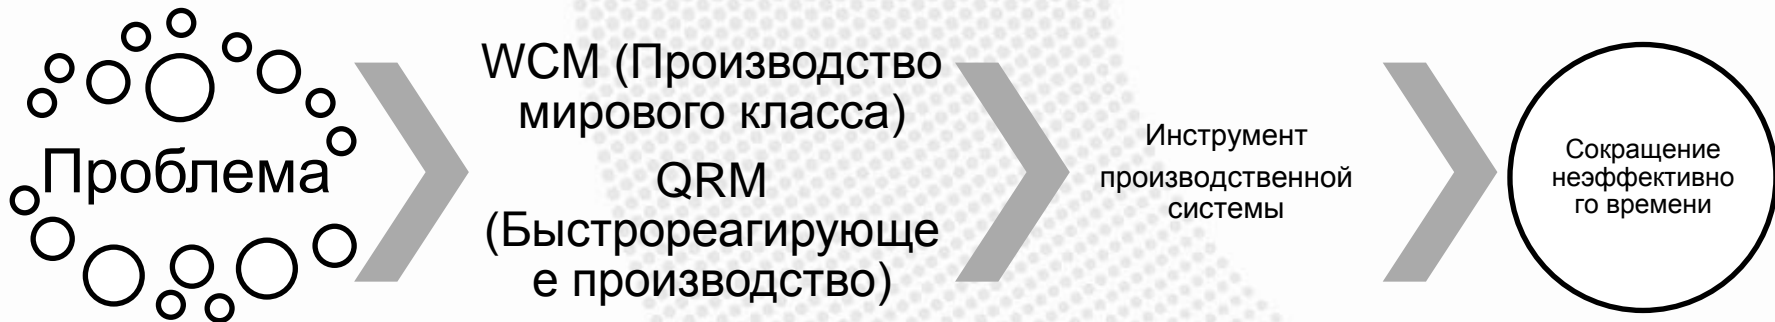 Проблема
WCM (Производство
мирового класса)
QRM
(Быстрореагирующе
е производство)
Инструмент
производственной
системы
Сокращение
неэффективно
го времени